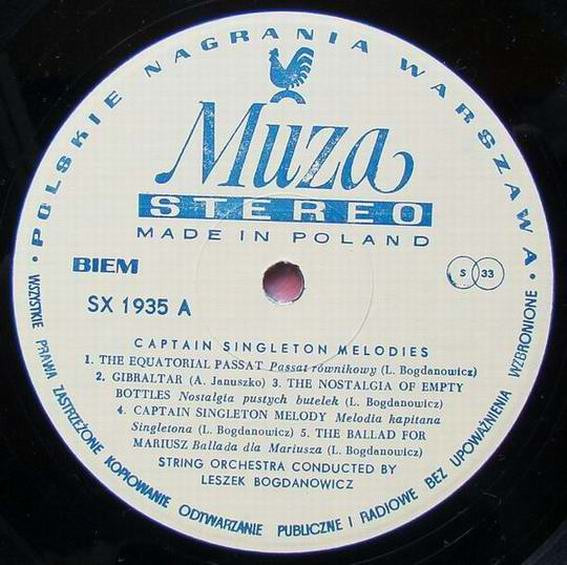 • POLSKIE NAGRANIA WARSZAWA •
Muza
STEREO
MADE IN POLAND
BIEM
S 33
SX 1935 A
CAPTAIN SINGLETON MELODIES
1. THE EQUATORIAL PASSAT Passat równikowy (L. Bogdanowicz)
2. GIBRALTAR (A. Januszko) 3. THE NOSTALGIA OF EMPTY
BOTTLES Nostalgia pustych butelek (L. Bogdanowicz)
4. CAPTAIN SINGLETON MELODY Melodia kapitana
Singletona (L. Bogdanowicz) 5. THE BALLAD FOR
MARIUSZ Ballada dla Mariusza (L. Bogdanowicz)
STRING ORCHESTRA CONDUCTED BY
LESZEK BOGDANOWICZ
WSZYSTKIE PRAWA ZASTRZEŻONE KOPIOWANIE ODTWARZANIE PUBLICZNE I RADIOWE BEZ UPOWAŻNIENIA WZBRONIONE